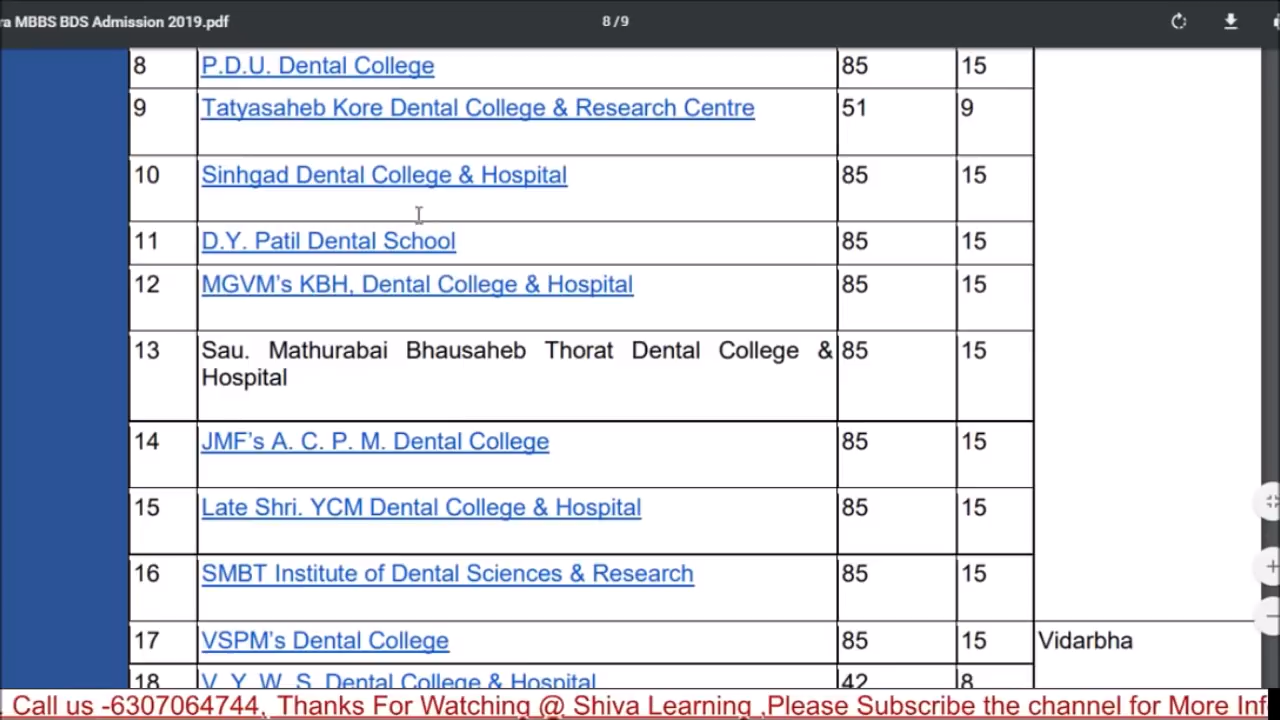 ra MBBS BDS Admission 2019.pdf 8 / 9
8 P.D.U. Dental College 85 15
9 Tatyasaheb Kore Dental College & Research Centre 51 9
10 Sinhgad Dental College & Hospital 85 15
11 D.Y. Patil Dental School 85 15
12 MGVM's KBH, Dental College & Hospital 85 15
13 Sau. Mathurabai Bhausaheb Thorat Dental College & 85 15
Hospital
14 JMF's A. C. P. M. Dental College 85 15
15 Late Shri. YCM Dental College & Hospital 85 15
16 SMBT Institute of Dental Sciences & Research 85 15
17 VSPM's Dental College 85 15 Vidarbha
18 V. Y. W. S. Dental College & Hospital 42 8
Call us -6307064744, Thanks For Watching @ Shiva Learning ,Please Subscribe the channel for More Inf